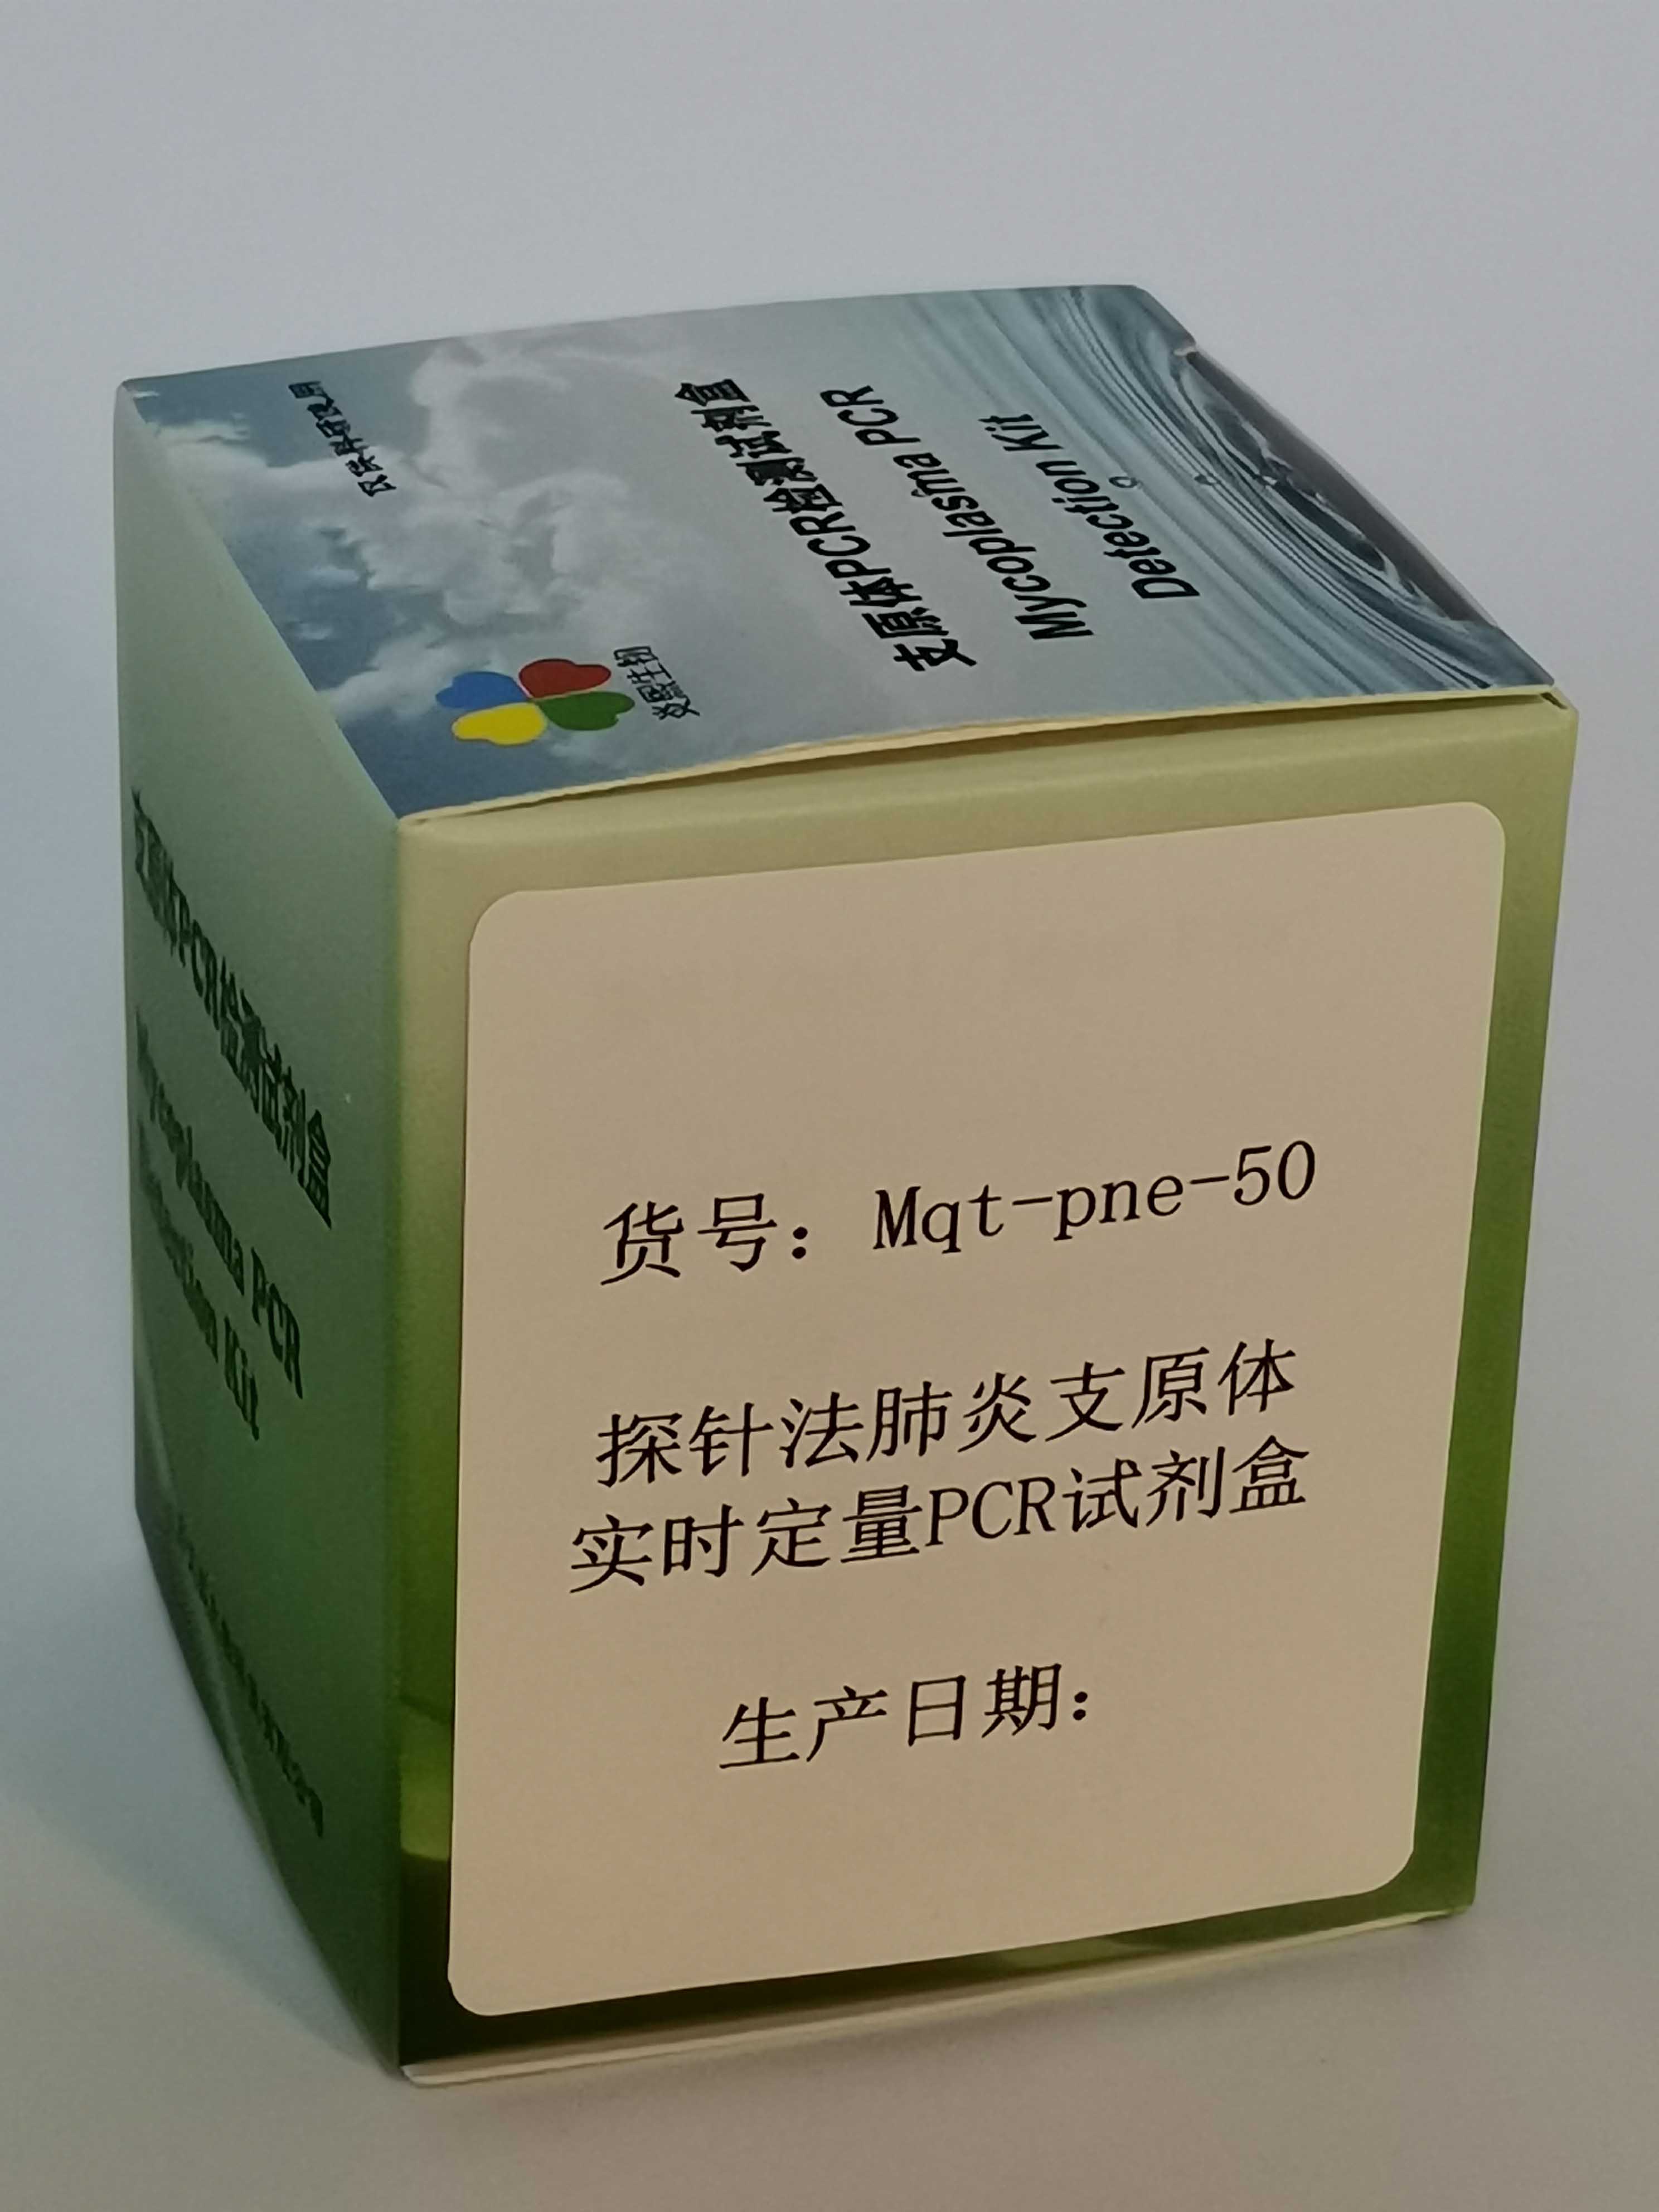 仅供科学研究用
支原体PCR检测试剂盒
Mycoplasma PCR
Detection Kit
货号：Mqt-pne-50
探针法肺炎支原体
实时定量PCR试剂盒
生产日期：
支原体PCR检测试剂盒
Mycoplasma PCR
Detection Kit